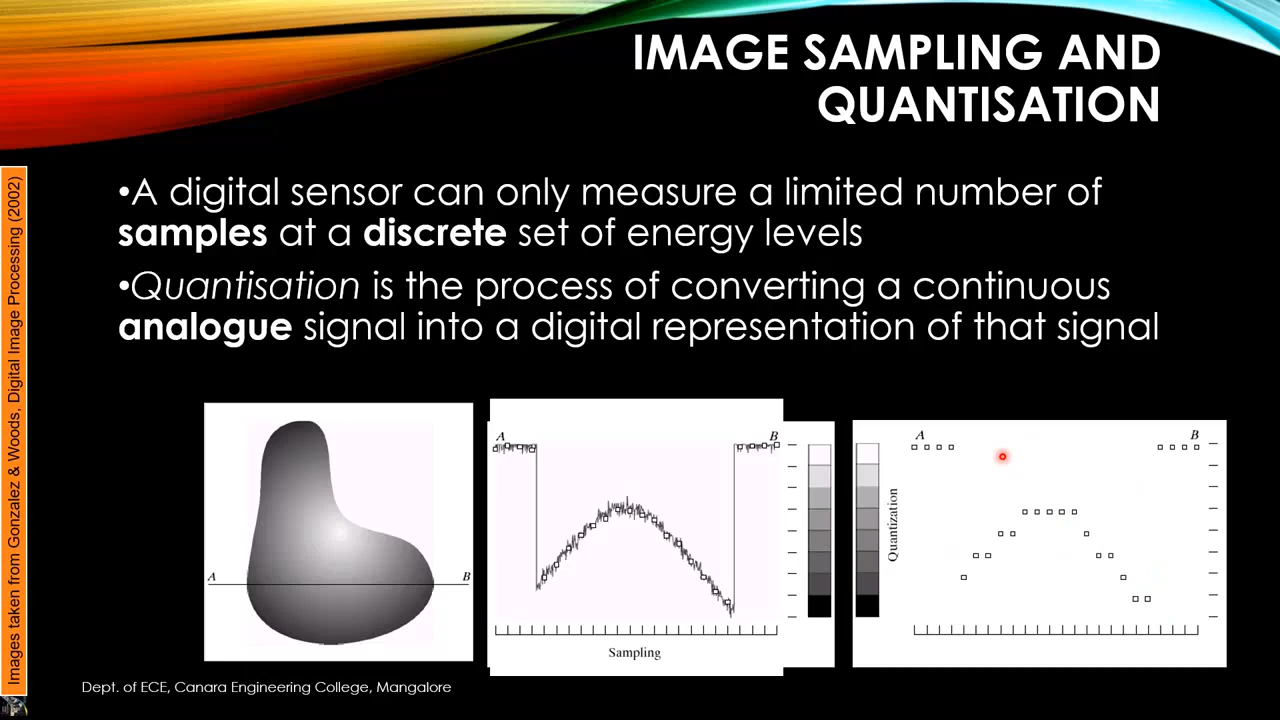 IMAGE SAMPLING AND
QUANTISATION
•A digital sensor can only measure a limited number of
samples at a discrete set of energy levels
•Quantisation is the process of converting a continuous
analogue signal into a digital representation of that signal
Images taken from Gonzalez & Woods, Digital Image Processing (2002)
A B
A B
Sampling
A B
Quantization
Dept. of ECE, Canara Engineering College, Mangalore